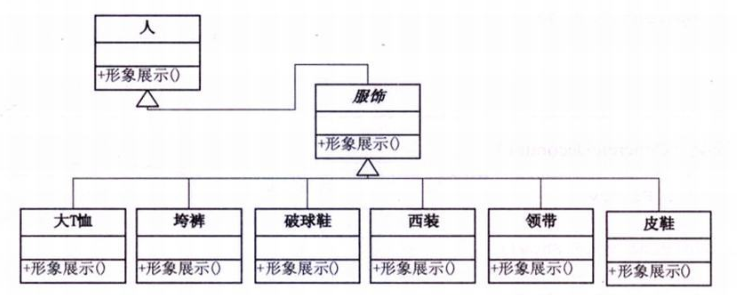 人
+形象展示()
服饰
+形象展示()
大T恤
垮裤
破球鞋
西装
领带
皮鞋
+形象展示()
+形象展示()
+形象展示()
+形象展示()
+形象展示()
+形象展示()